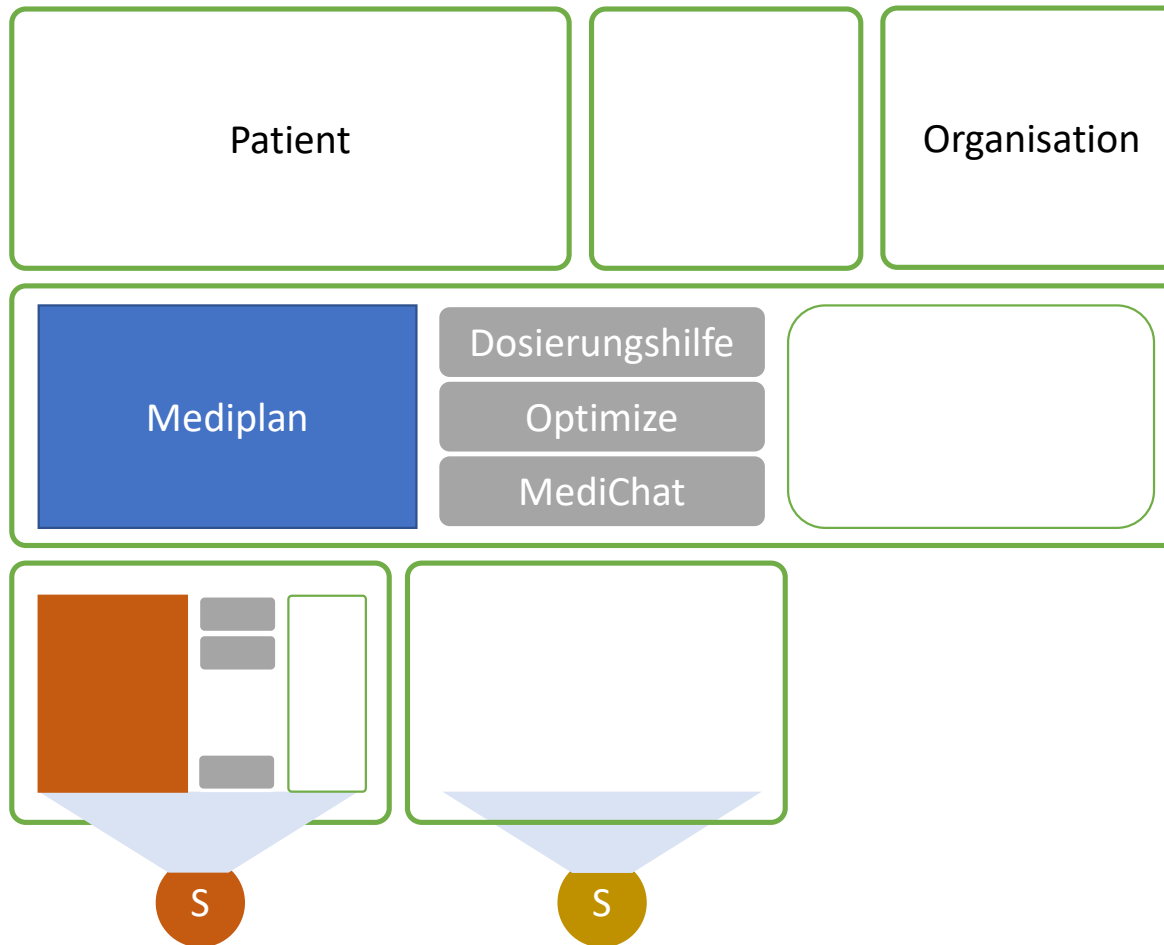 Patient
Organisation
Mediplan
Dosierungshilfe
Optimize
MediChat
S
S